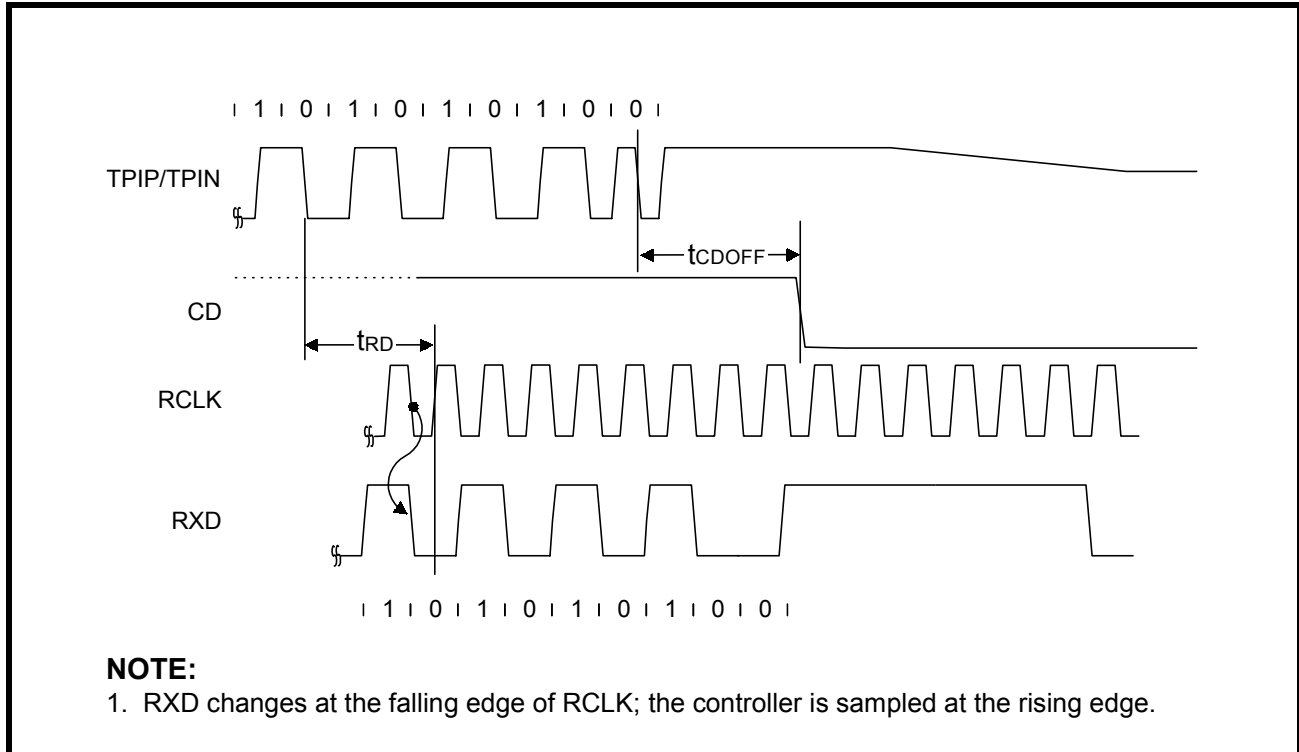 1 0 1 0 1 0 1 0 0
TPIP/TPIN
tCDOFF
CD
tRD
RCLK
RXD
1 0 1 0 1 0 1 0 0
NOTE:
1. RXD changes at the falling edge of RCLK; the controller is sampled at the rising edge.